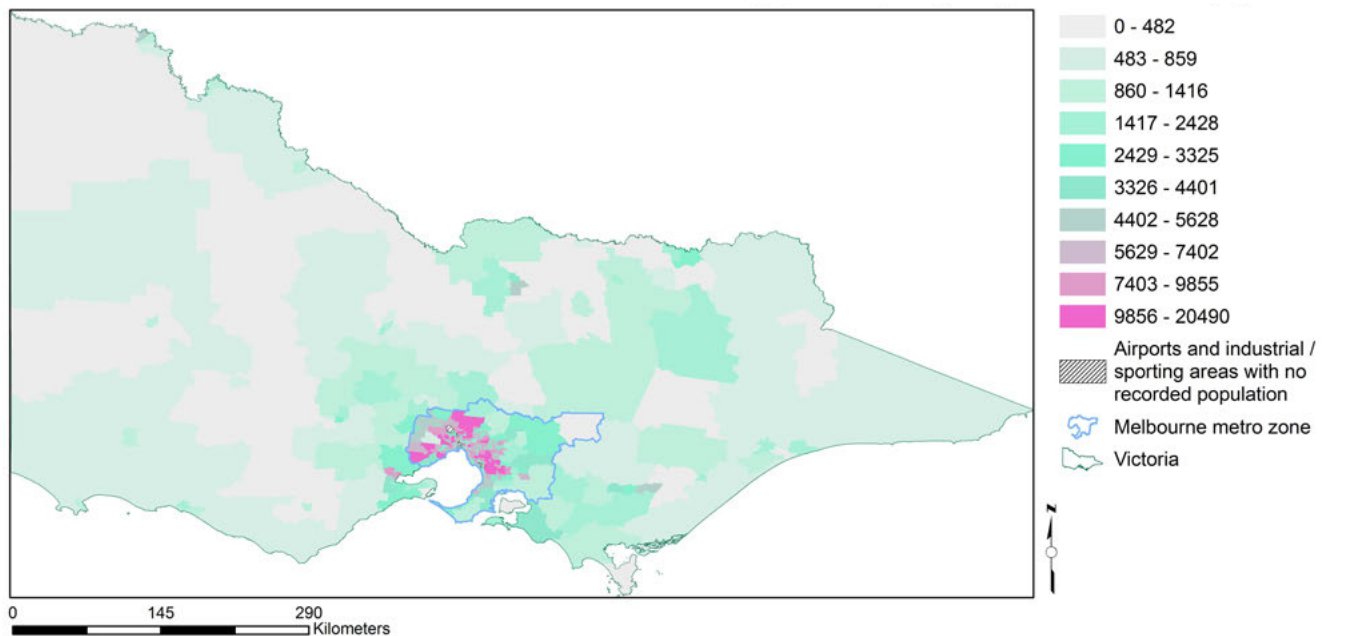 0 - 482
483 - 859
860 - 1416
1417 - 2428
2429 - 3325
3326 - 4401
4402 - 5628
5629 - 7402
7403 - 9855
9856 - 20490
Airports and industrial /
sporting areas with no
recorded population
Melbourne metro zone
Victoria
N
0 145 290
Kilometers